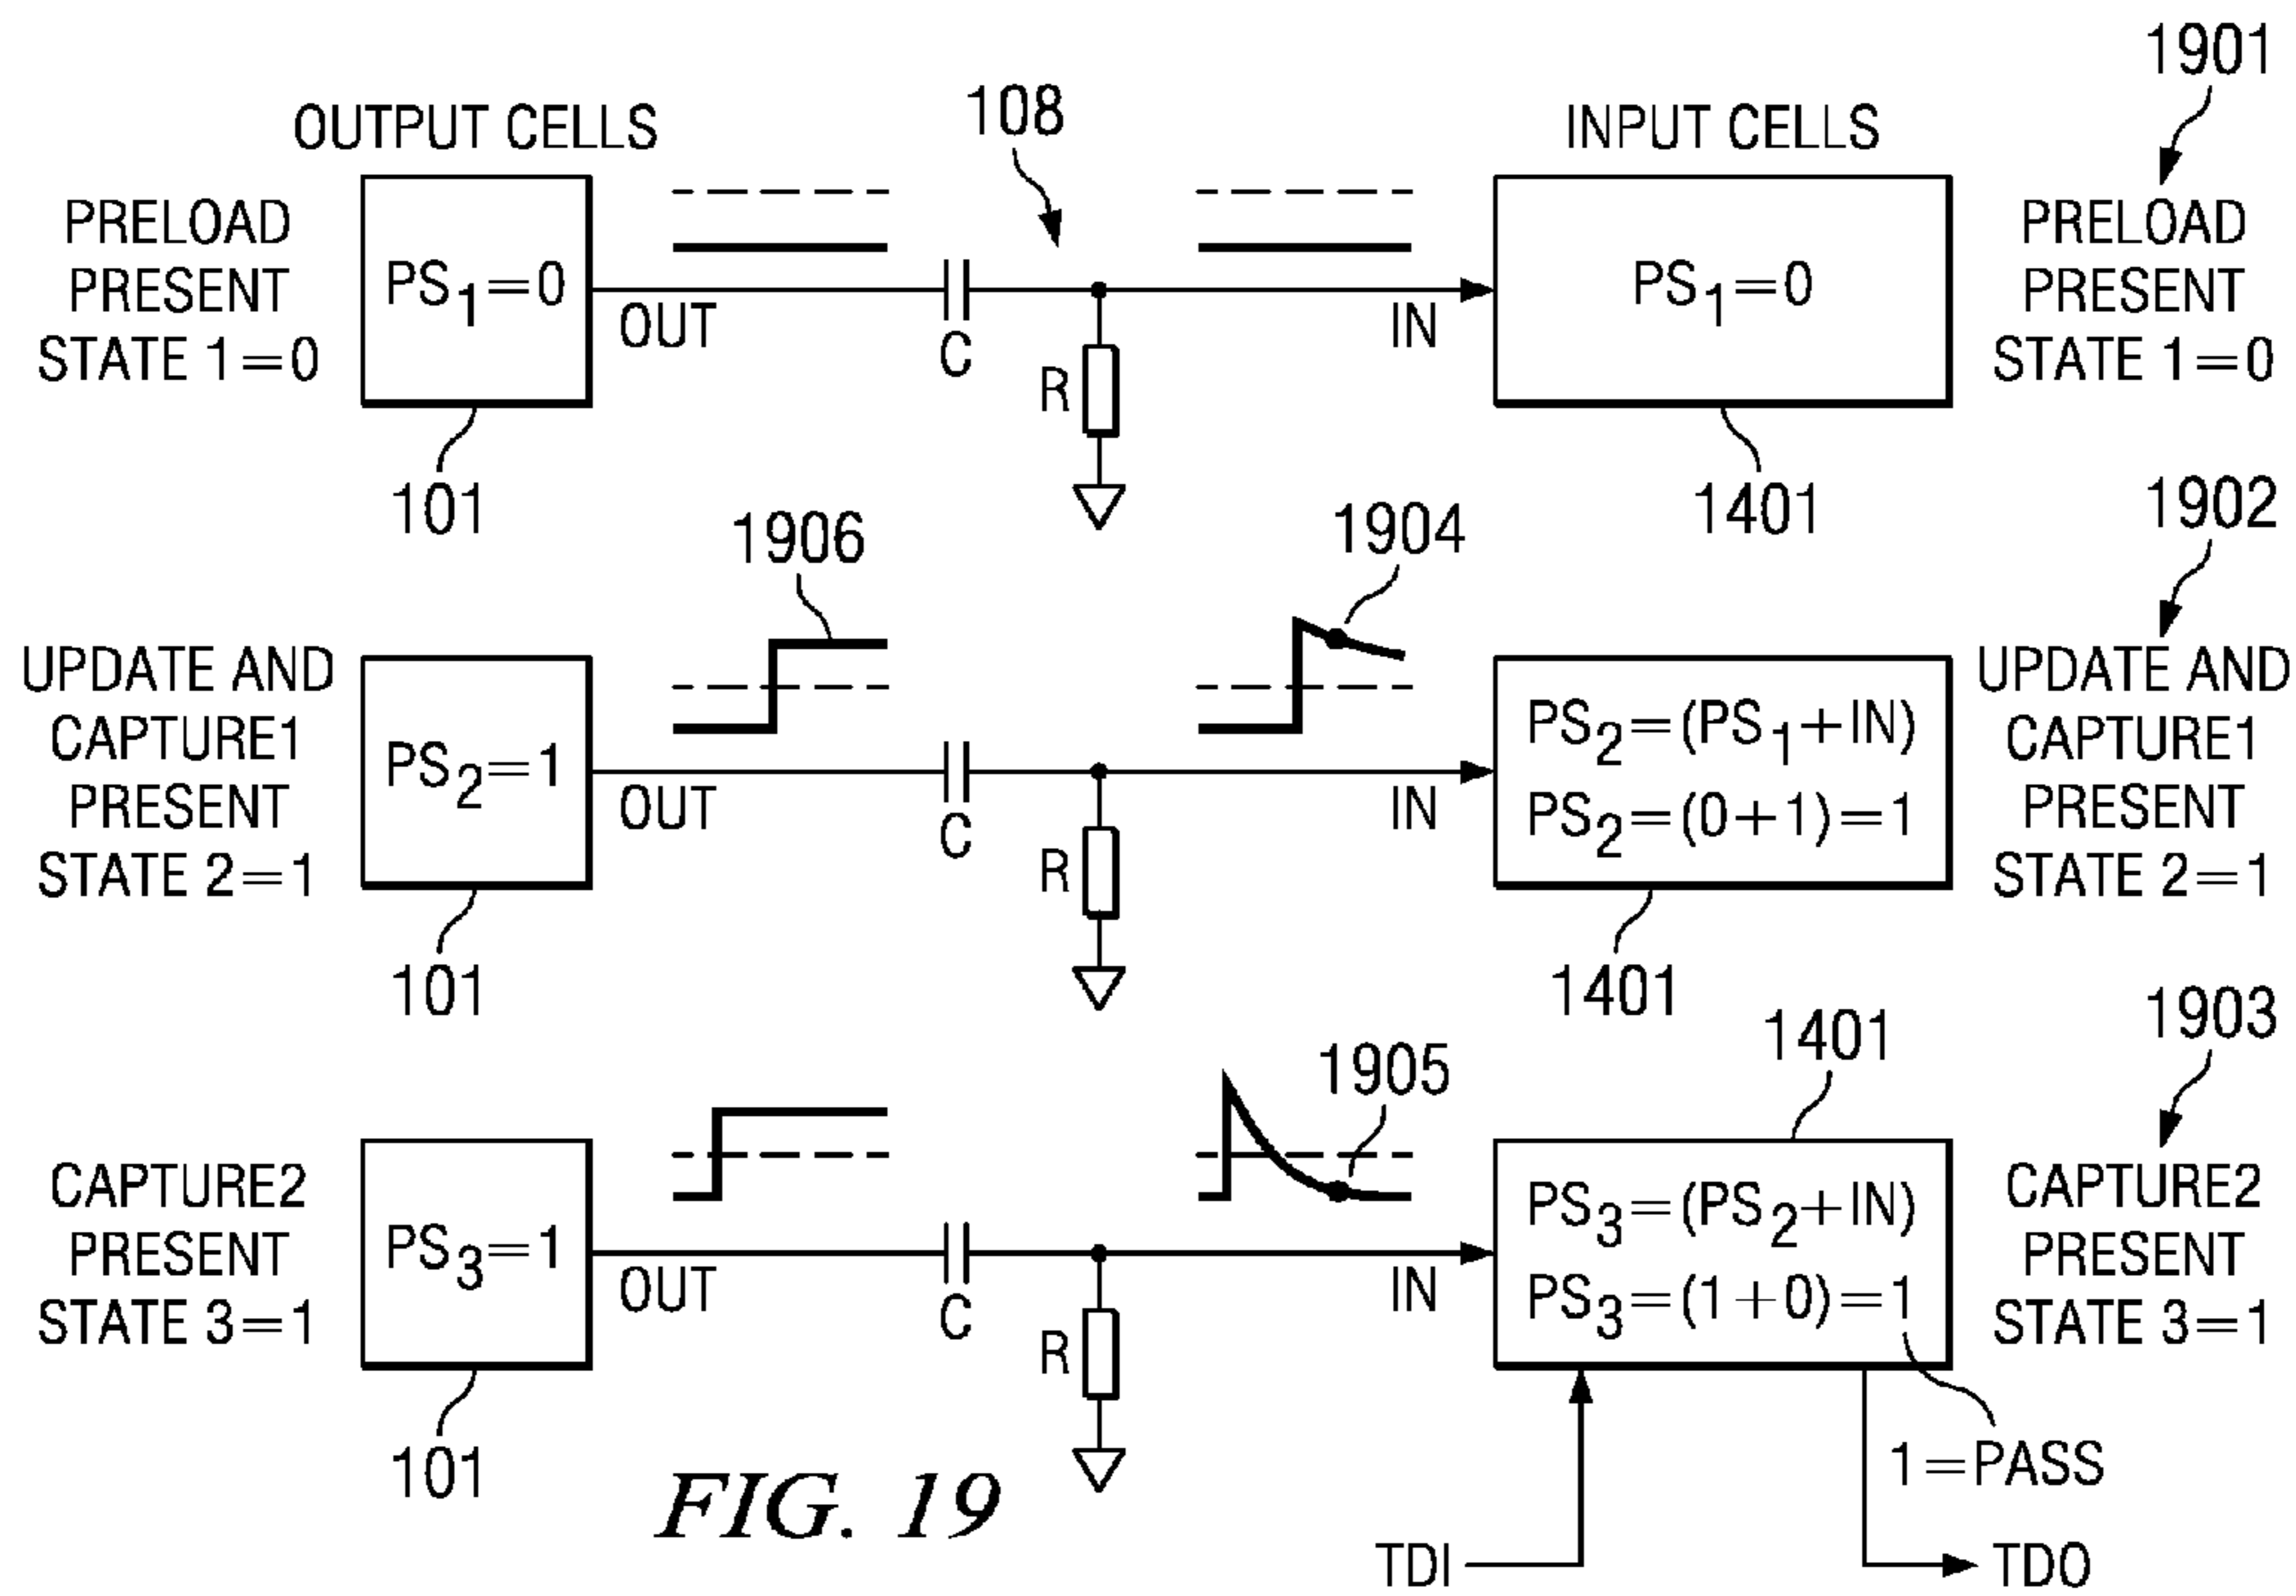 1901
OUTPUT CELLS
108
INPUT CELLS
PRELOAD
PRESENT
STATE 1=0
PS1=0
OUT
C
R
IN
PS1=0
PRELOAD
PRESENT
STATE 1=0
101
1401
1902
1906
1904
UPDATE AND
CAPTURE1
PRESENT
STATE 2=1
PS2=1
OUT
C
R
IN
PS2=(PS1+IN)
PS2=(0+1)=1
UPDATE AND
CAPTURE1
PRESENT
STATE 2=1
101
1401
1903
1401
1905
CAPTURE2
PRESENT
STATE 3=1
PS3=1
OUT
C
R
IN
PS3=(PS2+IN)
PS3=(1+0)=1
CAPTURE2
PRESENT
STATE 3=1
101
1=PASS
FIG. 19
TDI
TDO